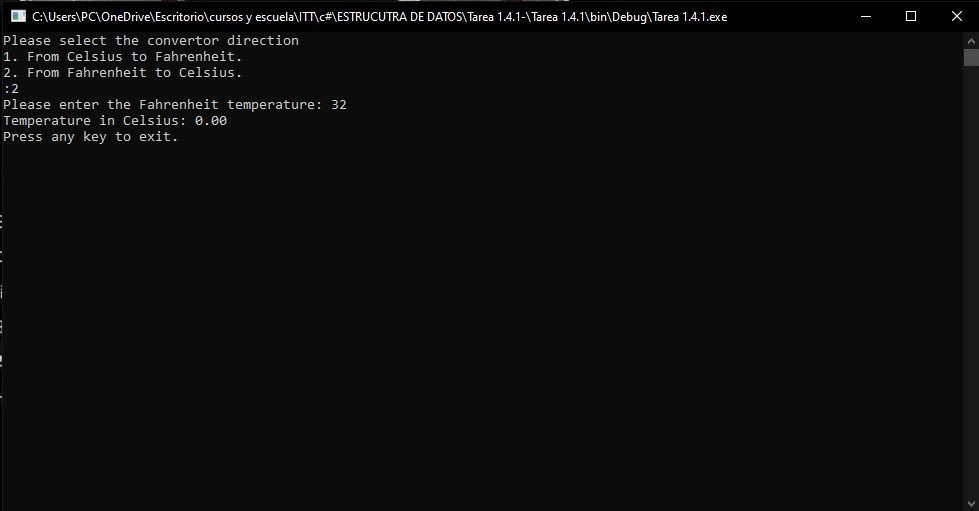 C:\Users\PC\OneDrive\Escritorio\cursos y escuela\ITT\c#\ESTRUCUTRA DE DATOS\Tarea 1.4.1-\Tarea 1.4.1\bin\Debug\Tarea 1.4.1.exe
Please select the convertor direction
1. From Celsius to Fahrenheit.
2. From Fahrenheit to Celsius.
:2
Please enter the Fahrenheit temperature: 32
Temperature in Celsius: 0.00
Press any key to exit.